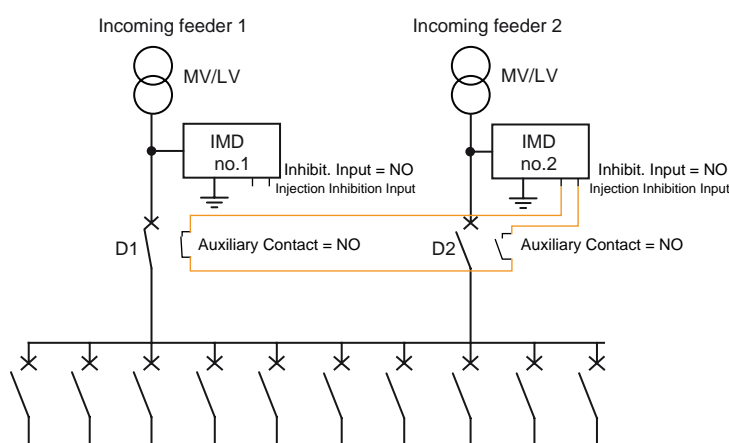 Incoming feeder 1
Incoming feeder 2
MV/LV
MV/LV
IMD
no.1
Inhibit. Input = NO
Injection Inhibition Input
IMD
no.2
Inhibit. Input = NO
Injection Inhibition Input
D1
Auxiliary Contact = NO
D2
Auxiliary Contact = NO